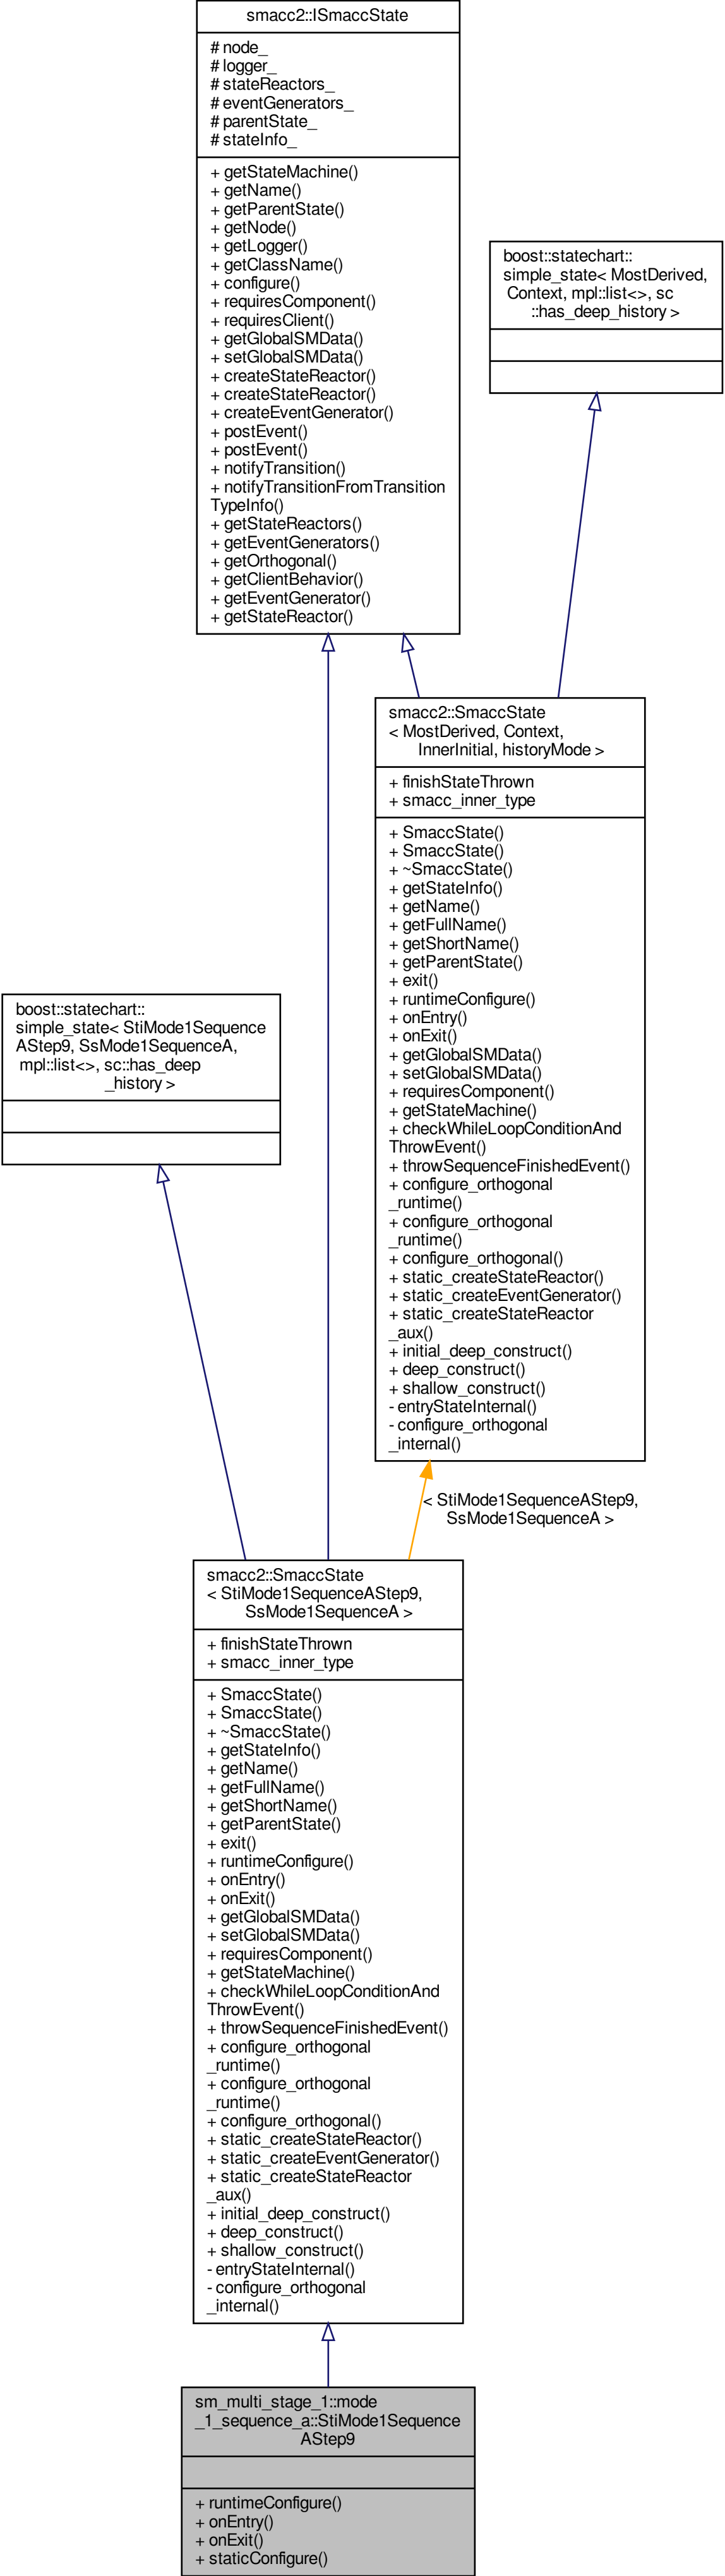 smacc2::ISmaccState
# node_
# logger_
# stateReactors_
# eventGenerators_
# parentState_
# stateInfo_
+ getStateMachine()
+ getName()
+ getParentState()
+ getNode()
+ getLogger()
+ getClassName()
+ configure()
+ requiresComponent()
+ requiresClient()
+ getGlobalSMData()
+ setGlobalSMData()
+ createStateReactor()
+ createStateReactor()
+ createEventGenerator()
+ postEvent()
+ postEvent()
+ notifyTransition()
+ notifyTransitionFromTransition
TypeInfo()
+ getStateReactors()
+ getEventGenerators()
+ getOrthogonal()
+ getClientBehavior()
+ getEventGenerator()
+ getStateReactor()
boost::statechart::
simple_state< MostDerived,
Context, mpl::list<>, sc
::has_deep_history >
smacc2::SmaccState
< MostDerived, Context,
InnerInitial, historyMode >
+ finishStateThrown
+ smacc_inner_type
+ SmaccState()
+ SmaccState()
+ ~SmaccState()
+ getStateInfo()
+ getName()
+ getFullName()
+ getShortName()
+ getParentState()
+ exit()
+ runtimeConfigure()
+ onEntry()
+ onExit()
+ getGlobalSMData()
+ setGlobalSMData()
+ requiresComponent()
+ getStateMachine()
+ checkWhileLoopConditionAnd
ThrowEvent()
+ throwSequenceFinishedEvent()
+ configure_orthogonal
_runtime()
+ configure_orthogonal
_runtime()
+ configure_orthogonal()
+ static_createStateReactor()
+ static_createEventGenerator()
+ static_createStateReactor
_aux()
+ initial_deep_construct()
+ deep_construct()
+ shallow_construct()
- entryStateInternal()
- configure_orthogonal
_internal()
boost::statechart::
simple_state< StiMode1Sequence
AStep9, SsMode1SequenceA,
mpl::list<>, sc::has_deep
_history >
< StiMode1SequenceAStep9,
SsMode1SequenceA >
smacc2::SmaccState
< StiMode1SequenceAStep9,
SsMode1SequenceA >
+ finishStateThrown
+ smacc_inner_type
+ SmaccState()
+ SmaccState()
+ ~SmaccState()
+ getStateInfo()
+ getName()
+ getFullName()
+ getShortName()
+ getParentState()
+ exit()
+ runtimeConfigure()
+ onEntry()
+ onExit()
+ getGlobalSMData()
+ setGlobalSMData()
+ requiresComponent()
+ getStateMachine()
+ checkWhileLoopConditionAnd
ThrowEvent()
+ throwSequenceFinishedEvent()
+ configure_orthogonal
_runtime()
+ configure_orthogonal
_runtime()
+ configure_orthogonal()
+ static_createStateReactor()
+ static_createEventGenerator()
+ static_createStateReactor
_aux()
+ initial_deep_construct()
+ deep_construct()
+ shallow_construct()
- entryStateInternal()
- configure_orthogonal
_internal()
sm_multi_stage_1::mode
_1_sequence_a::StiMode1Sequence
AStep9
+ runtimeConfigure()
+ onEntry()
+ onExit()
+ staticConfigure()